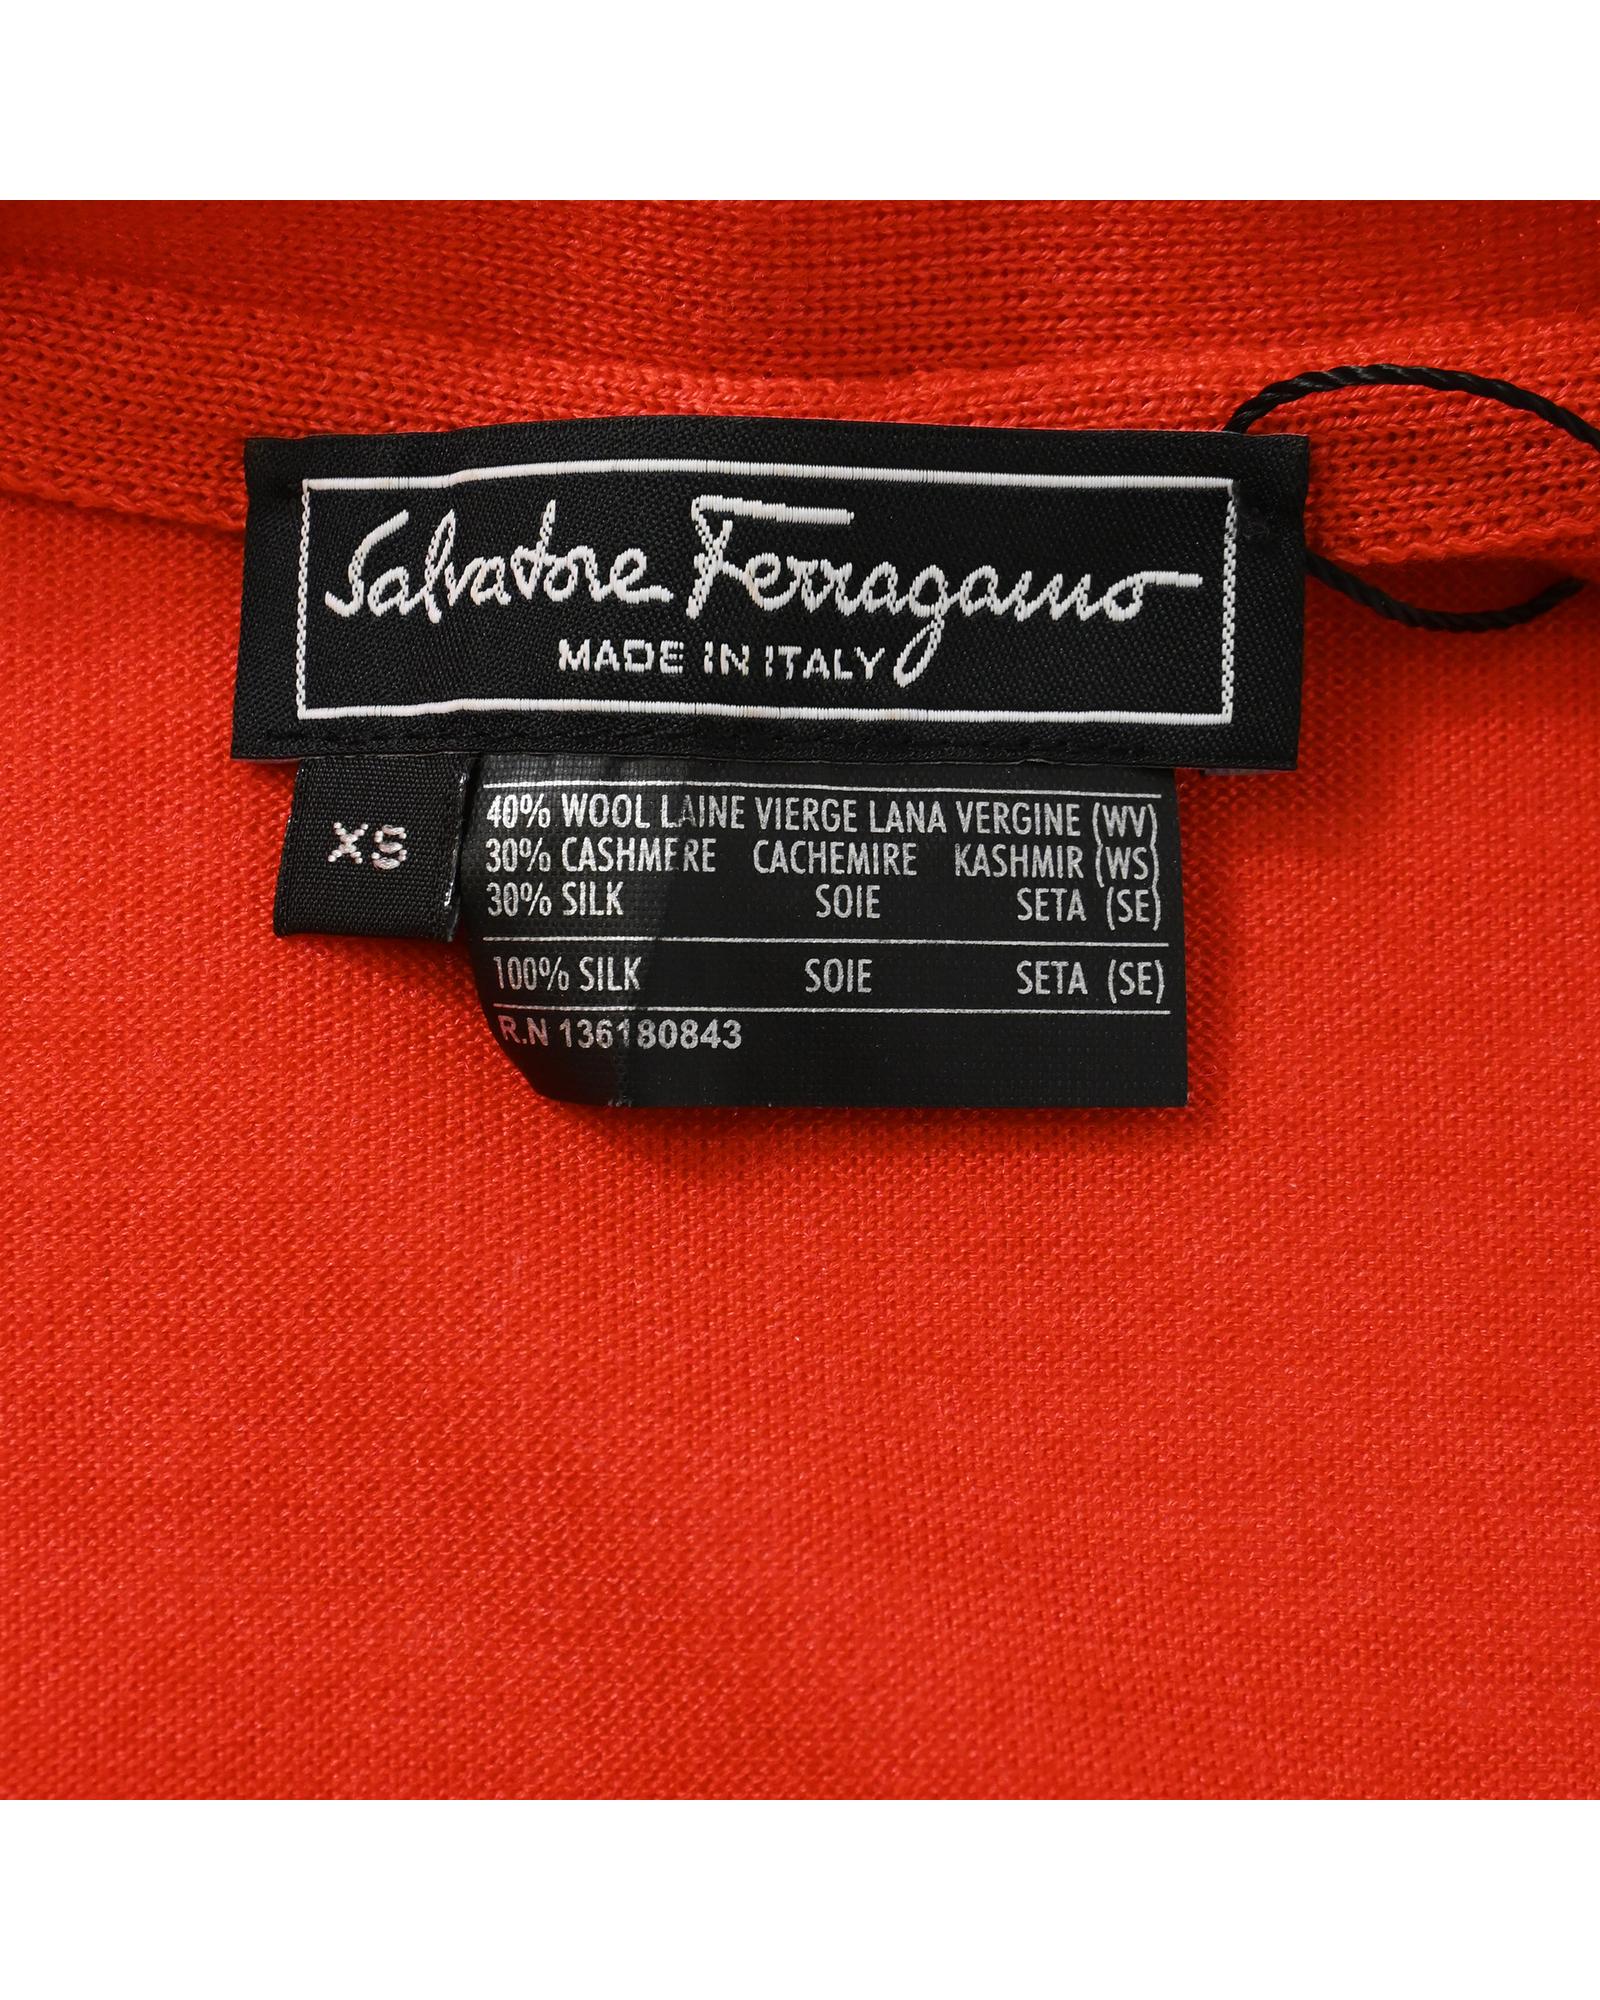 Salvatore Ferragamo
MADE IN ITALY
XS
40% WOOL LAINE VIERGE LANA VERGINE (WV)
30% CASHMERE CACHEMIRE KASHMIR (WS)
30% SILK SOIE SETA (SE)
100% SILK SOIE SETA (SE)
R.N 136180843